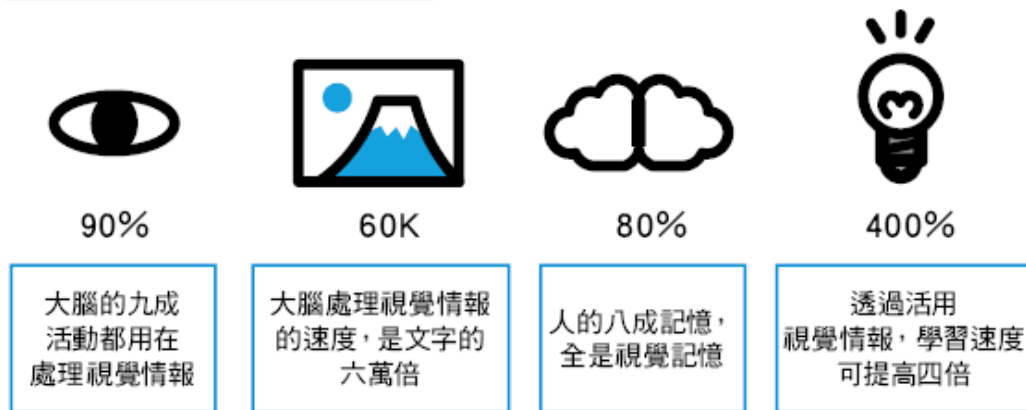 90%
60K
80%
400%
大腦的九成
活動都用在
處理視覺情報
大腦處理視覺情報
的速度，是文字的
六萬倍
人的八成記憶，
全是視覺記憶
透過活用
視覺情報，學習速度
可提高四倍